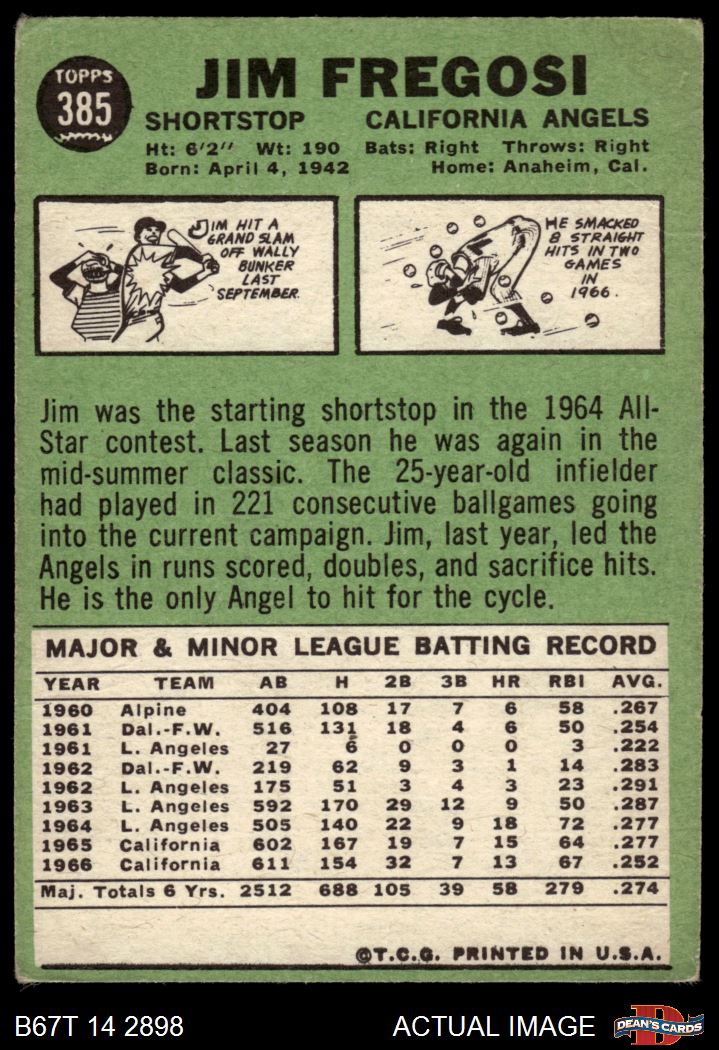 TOPPS
385
JIM FREGOSI
SHORTSTOP CALIFORNIA ANGELS
Ht: 6'2" Wt: 190 Bats: Right Throws: Right
Born: April 4, 1942 Home: Anaheim, Cal.
JIM HIT A
GRAND SLAM
OFF WALLY
BUNKER
LAST
SEPTEMBER.
HE SMACKED
8 STRAIGHT
HITS IN TWO
GAMES
IN
1966.
Jim was the starting shortstop in the 1964 All-
Star contest. Last season he was again in the
mid-summer classic. The 25-year-old infielder
had played in 221 consecutive ballgames going
into the current campaign. Jim, last year, led the
Angels in runs scored, doubles, and sacrifice hits.
He is the only Angel to hit for the cycle.
MAJOR & MINOR LEAGUE BATTING RECORD
YEAR TEAM AB H 2B 3B HR RBI AVG.
1960 Alpine 404 108 17 7 6 58 .267
1961 Dal.-F.W. 516 131 18 4 6 50 .254
1961 L. Angeles 27 6 0 0 0 3 .222
1962 Dal.-F.W. 219 62 9 3 1 14 .283
1962 L. Angeles 175 51 3 4 3 23 .291
1963 L. Angeles 592 170 29 12 9 50 .287
1964 L. Angeles 505 140 22 9 18 72 .277
1965 California 602 167 19 7 15 64 .277
1966 California 611 154 32 7 13 67 .252
Maj. Totals 6 Yrs. 2512 688 105 39 58 279 .274
©T.C.G. PRINTED IN U.S.A.
B67T 14 2898 ACTUAL IMAGE
D
DEAN'S CARDS